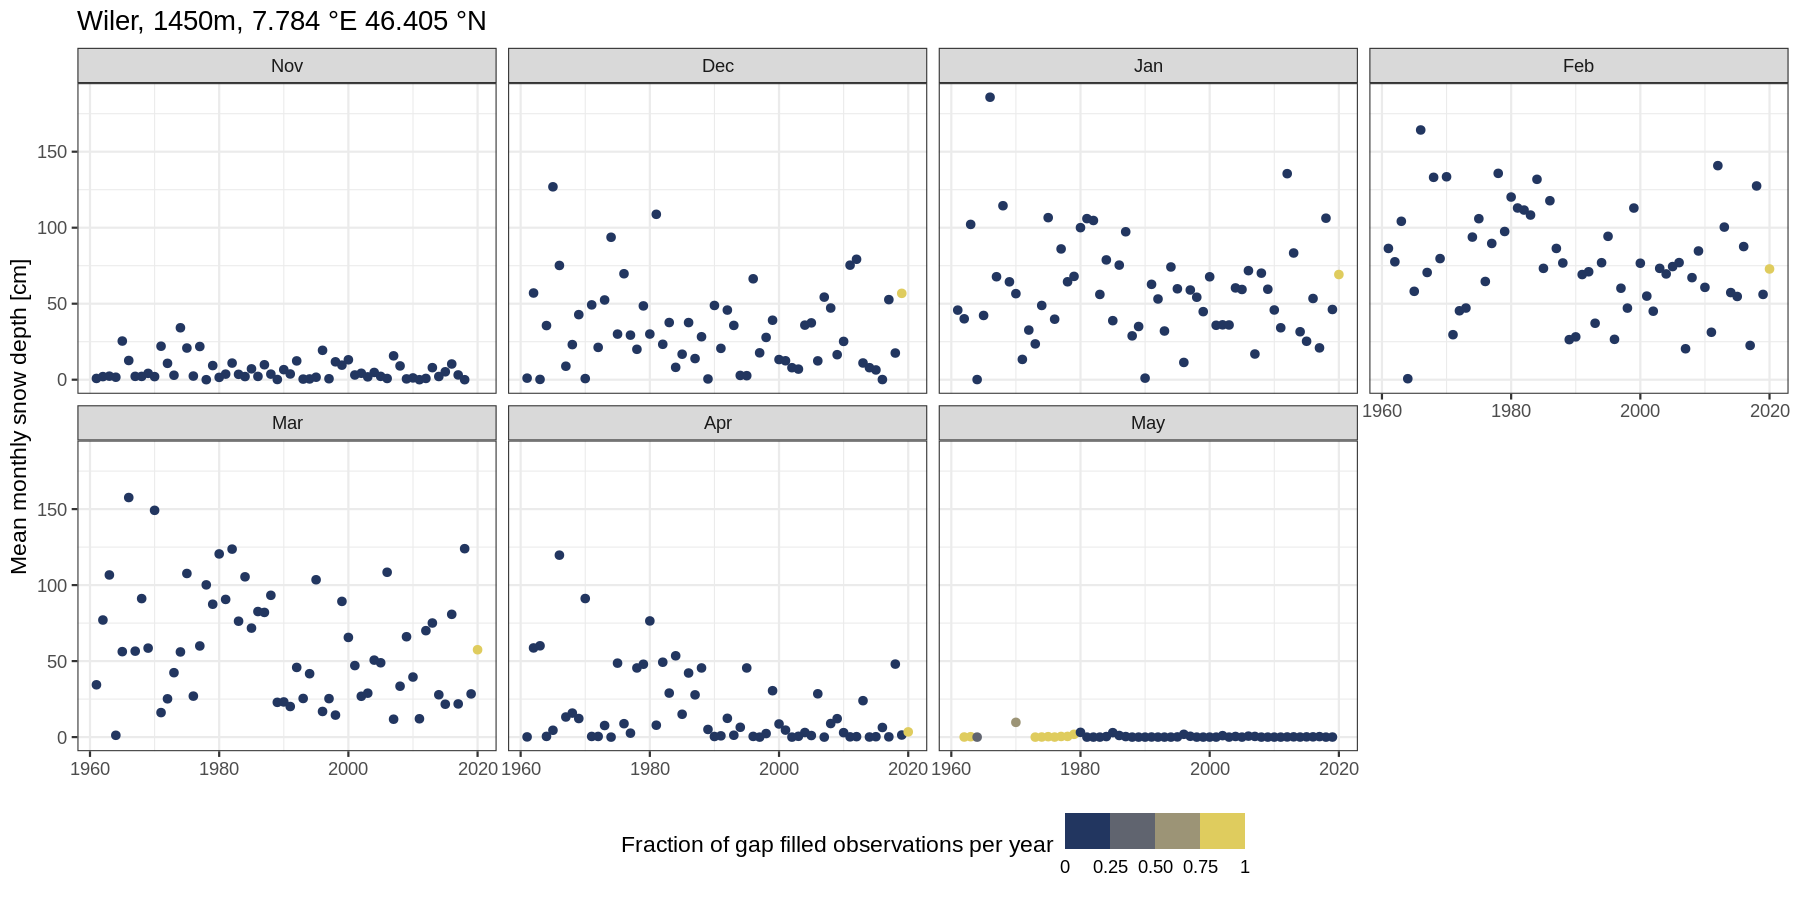 Wiler, 1450m, 7.784 °E 46.405 °N
Nov Dec Jan Feb
150
100
50
0
1960 1980 2000 2020
Mean monthly snow depth [cm]
Mar Apr May
150
100
50
0
1960 1980 2000 2020 1960 1980 2000 2020 1960 1980 2000 2020
Fraction of gap filled observations per year
0 0.25 0.50 0.75 1